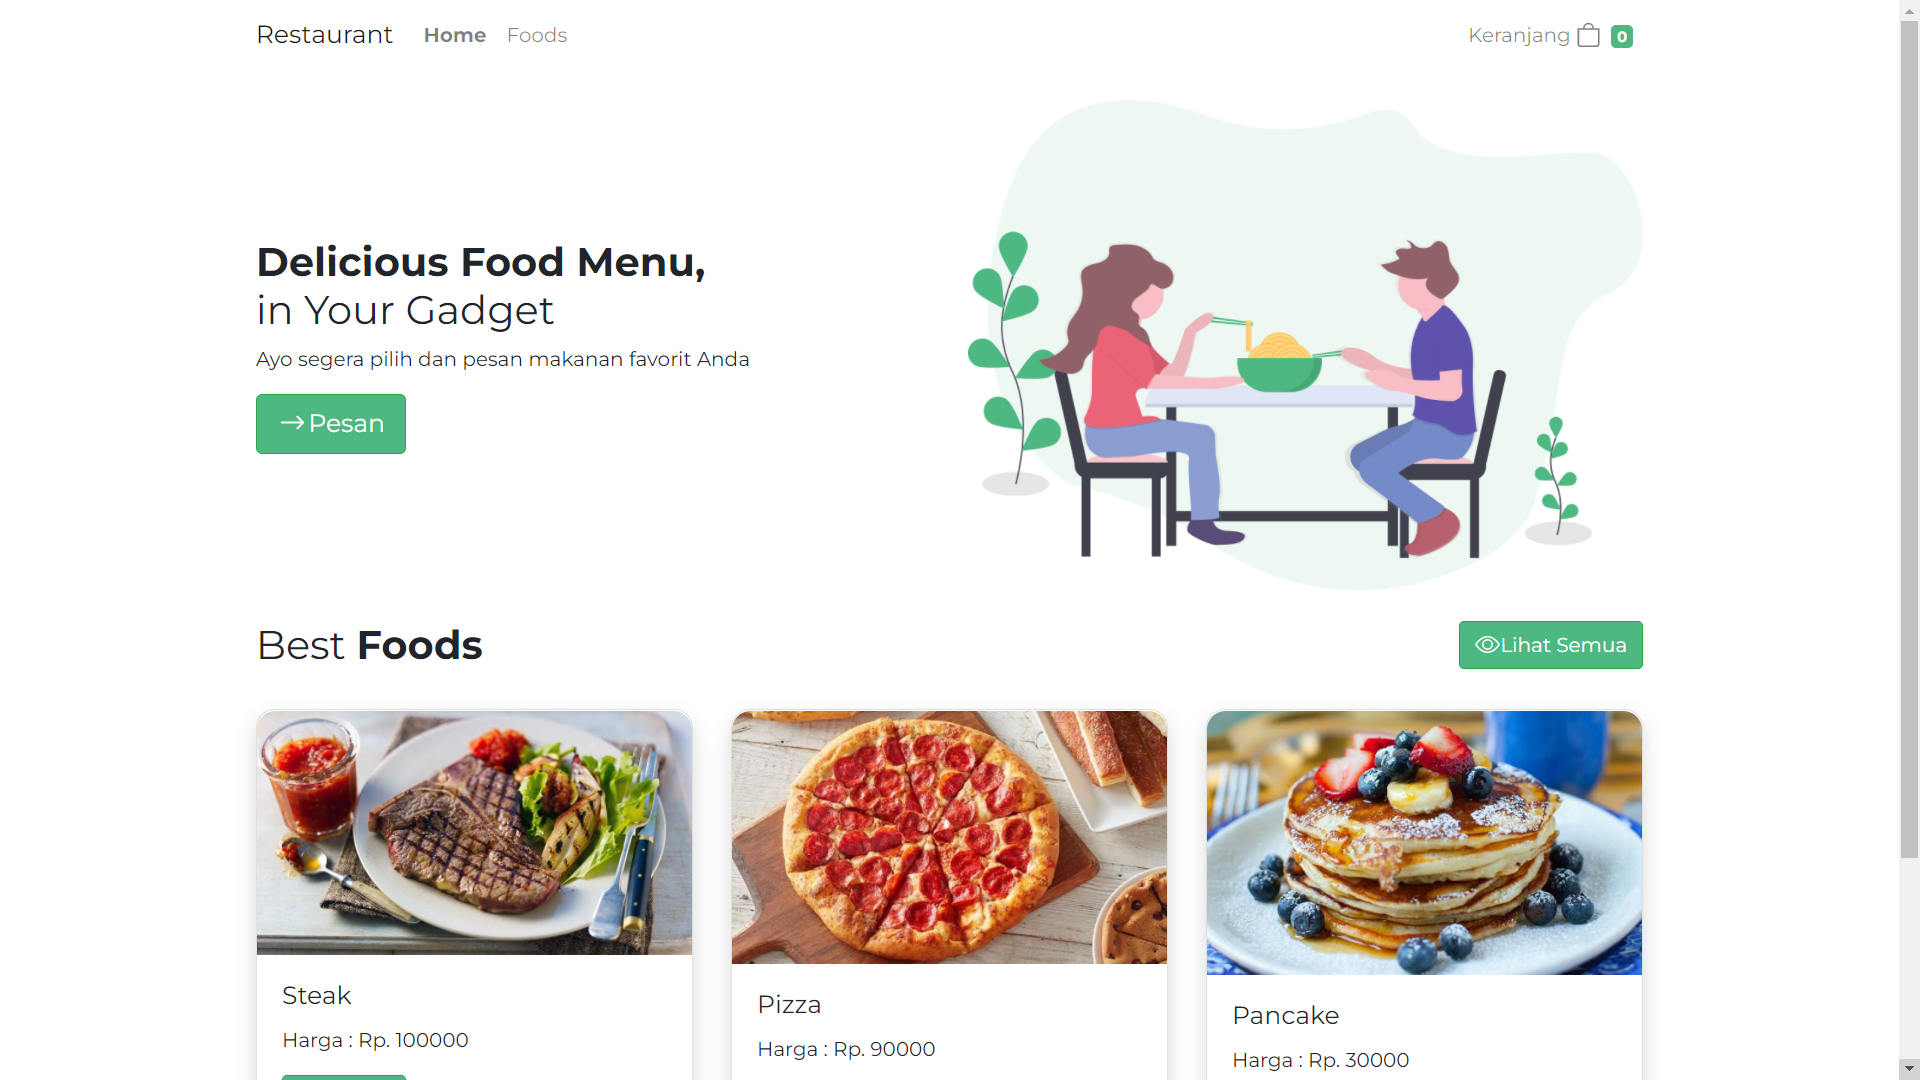 Restaurant Home Foods Keranjang 0
Delicious Food Menu,
in Your Gadget
Ayo segera pilih dan pesan makanan favorit Anda
Pesan
Best Foods
Lihat Semua
Steak
Harga : Rp. 100000
Pizza
Harga : Rp. 90000
Pancake
Harga : Rp. 30000